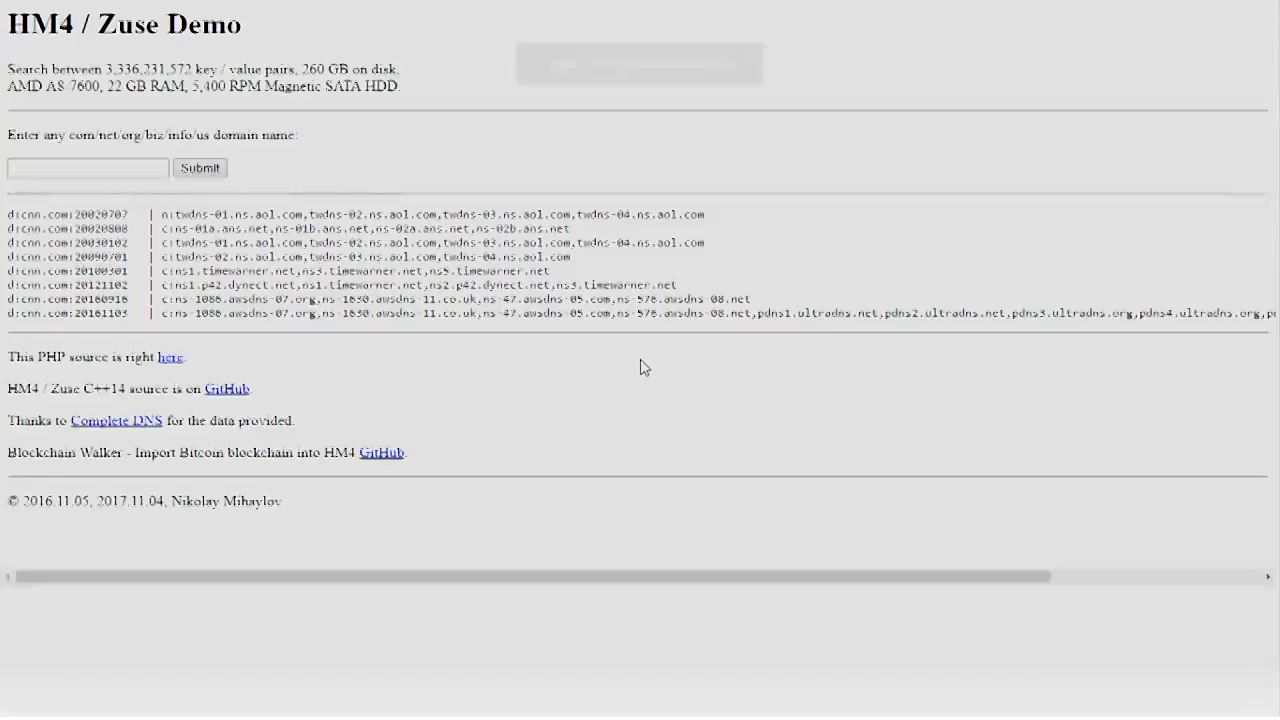 HM4 / Zuse Demo
Search between 3,336,231,572 key / value pairs, 260 GB on disk.
AMD A8-7600, 22 GB RAM, 5,400 RPM Magnetic SATA HDD.
Enter any com/net/org/biz/info/us domain name:
Submit
d:cnn.com:20020707 | n:twdns-01.ns.aol.com,twdns-02.ns.aol.com,twdns-03.ns.aol.com,twdns-04.ns.aol.com
d:cnn.com:20020808 | c:ns-01a.ans.net,ns-01b.ans.net,ns-02a.ans.net,ns-02b.ans.net
d:cnn.com:20030102 | c:twdns-01.ns.aol.com,twdns-02.ns.aol.com,twdns-03.ns.aol.com,twdns-04.ns.aol.com
d:cnn.com:20090701 | c:twdns-02.ns.aol.com,twdns-03.ns.aol.com,twdns-04.ns.aol.com
d:cnn.com:20100301 | c:ns1.timewarner.net,ns3.timewarner.net,ns5.timewarner.net
d:cnn.com:20121102 | c:ns1.p42.dynect.net,ns1.timewarner.net,ns2.p42.dynect.net,ns3.timewarner.net
d:cnn.com:20160916 | c:ns-1086.awsdns-07.org,ns-1630.awsdns-11.co.uk,ns-47.awsdns-05.com,ns-576.awsdns-08.net
d:cnn.com:20161103 | c:ns-1086.awsdns-07.org,ns-1630.awsdns-11.co.uk,ns-47.awsdns-05.com,ns-576.awsdns-08.net,pdns1.ultradns.net,pdns2.ultradns.net,pdns3.ultradns.org,pdns4.ultradns.org,
This PHP source is right here.
HM4 / Zuse C++14 source is on GitHub.
Thanks to Complete DNS for the data provided.
Blockchain Walker - Import Bitcoin blockchain into HM4 GitHub.
© 2016.11.05, 2017.11.04, Nikolay Mihaylov